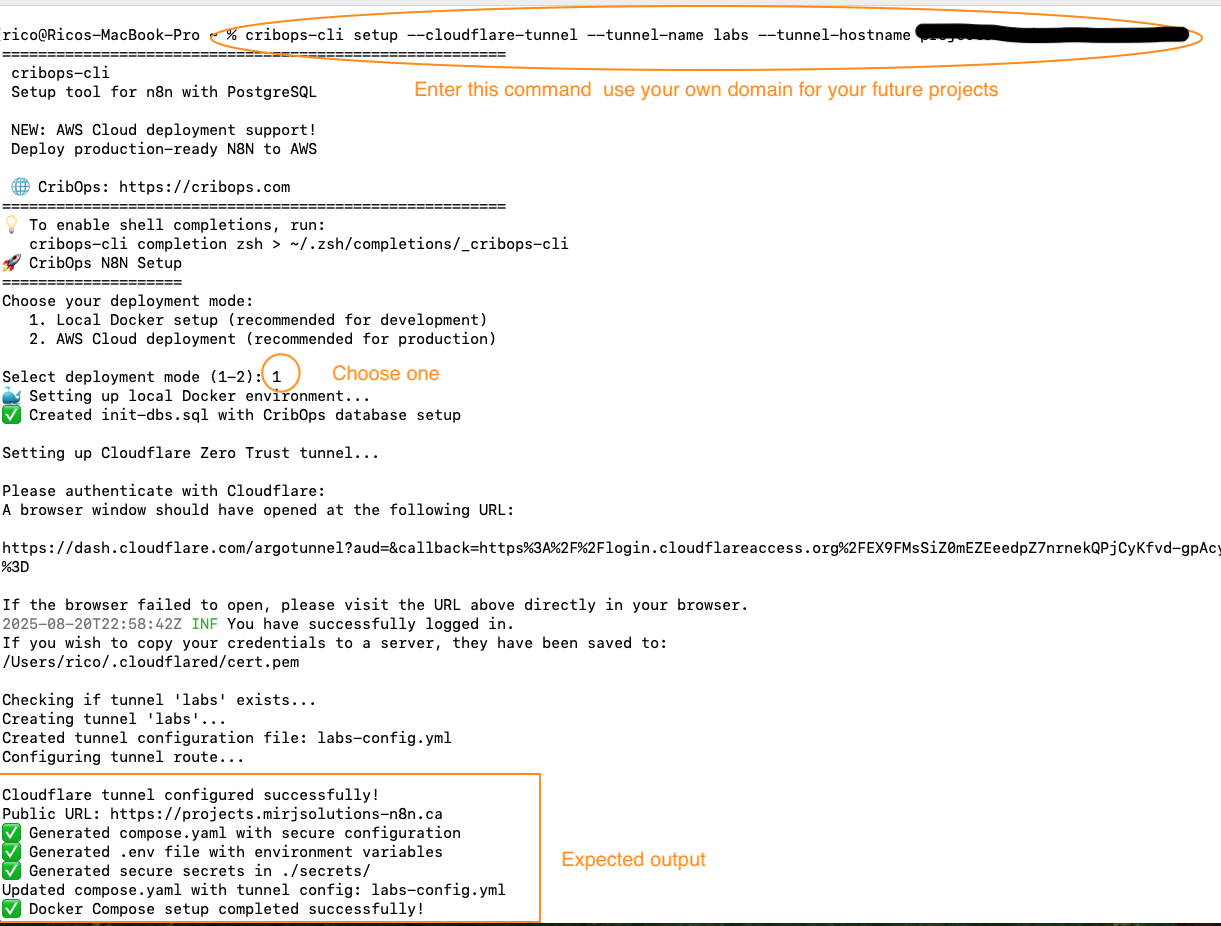 rico@Ricos-MacBook-Pro ~ % cribops-cli setup --cloudflare-tunnel --tunnel-name labs --tunnel-hostname
========================================================
cribops-cli
Setup tool for n8n with PostgreSQL
Enter this command use your own domain for your future projects
NEW: AWS Cloud deployment support!
Deploy production-ready N8N to AWS
🌐 CribOps: https://cribops.com
========================================================
💡 To enable shell completions, run:
cribops-cli completion zsh > ~/.zsh/completions/_cribops-cli
🚀 CribOps N8N Setup
====================
Choose your deployment mode:
1. Local Docker setup (recommended for development)
2. AWS Cloud deployment (recommended for production)
Select deployment mode (1-2): 1
Choose one
🐳 Setting up local Docker environment...
✅ Created init-dbs.sql with CribOps database setup
Setting up Cloudflare Zero Trust tunnel...
Please authenticate with Cloudflare:
A browser window should have opened at the following URL:
https://dash.cloudflare.com/argotunnel?aud=&callback=https%3A%2F%2Flogin.cloudflareaccess.org%2FEX9FMsSiZ0mEZEeedpZ7nrnekQPjCyKfvd-gpAcy
%3D
If the browser failed to open, please visit the URL above directly in your browser.
2025-08-20T22:58:42Z INF You have successfully logged in.
If you wish to copy your credentials to a server, they have been saved to:
/Users/rico/.cloudflared/cert.pem
Checking if tunnel 'labs' exists...
Creating tunnel 'labs'...
Created tunnel configuration file: labs-config.yml
Configuring tunnel route...
Cloudflare tunnel configured successfully!
Public URL: https://projects.mirjsolutions-n8n.ca
✅ Generated compose.yaml with secure configuration
✅ Generated .env file with environment variables
Expected output
✅ Generated secure secrets in ./secrets/
Updated compose.yaml with tunnel config: labs-config.yml
✅ Docker Compose setup completed successfully!